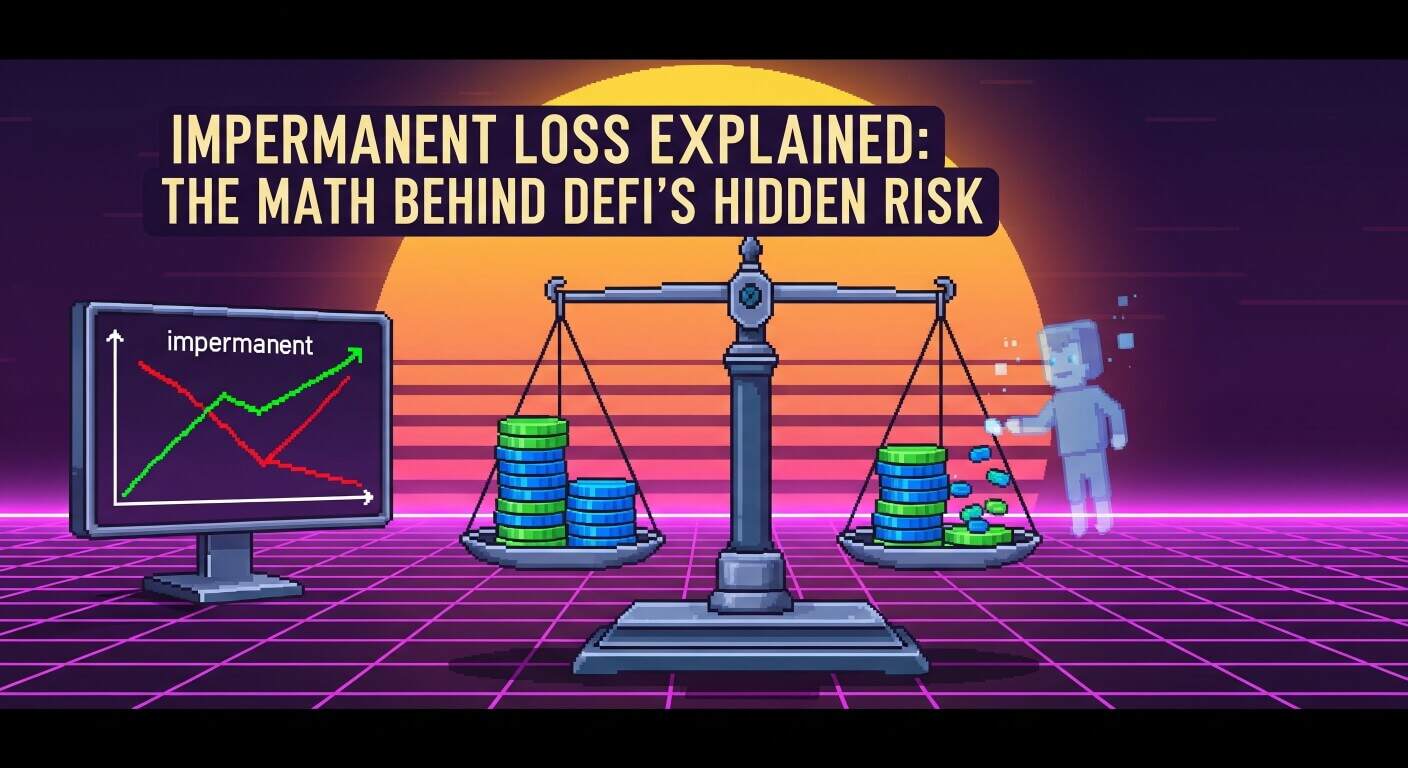 IMPERMANENT LOSS EXPLAINED:
THE MATH BEHIND DEFI'S HIDDEN RISK
impermanent